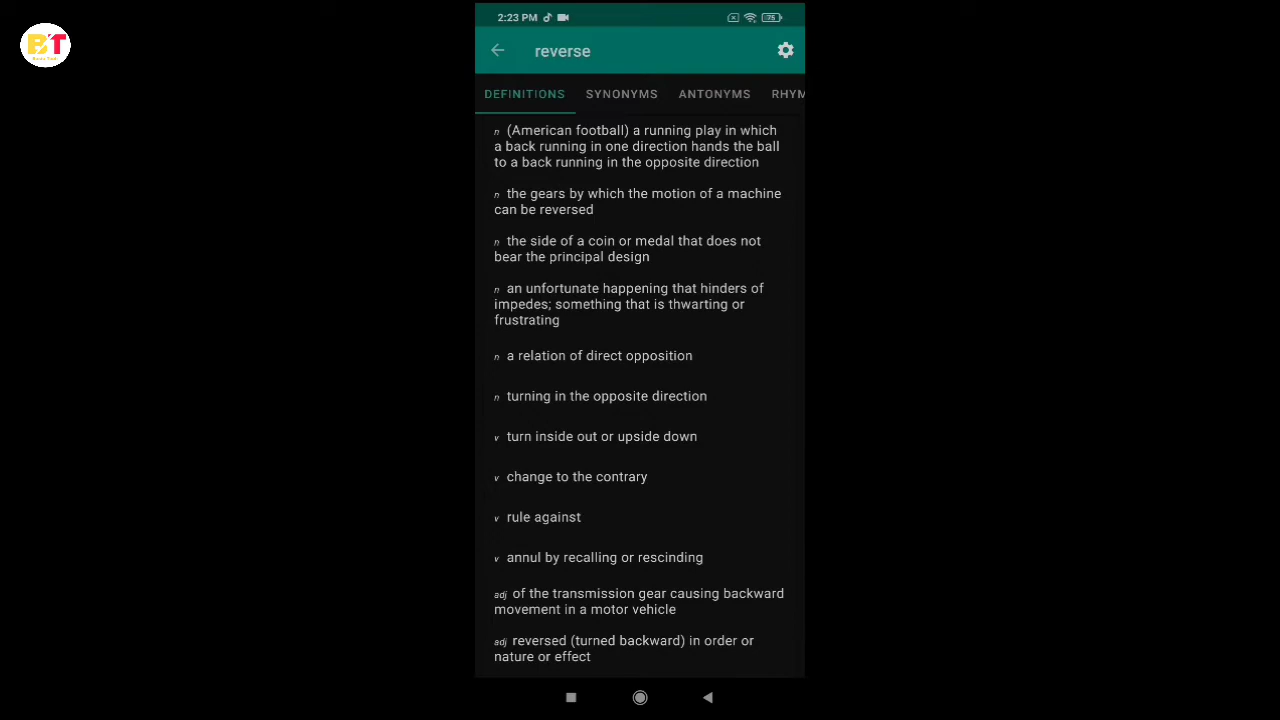 BT
2:23 PM
75
reverse
DEFINITIONS SYNONYMS ANTONYMS RHYM
n (American football) a running play in which
a back running in one direction hands the ball
to a back running in the opposite direction
n the gears by which the motion of a machine
can be reversed
n the side of a coin or medal that does not
bear the principal design
n an unfortunate happening that hinders of
impedes; something that is thwarting or
frustrating
n a relation of direct opposition
n turning in the opposite direction
v turn inside out or upside down
v change to the contrary
v rule against
v annul by recalling or rescinding
adj of the transmission gear causing backward
movement in a motor vehicle
adj reversed (turned backward) in order or
nature or effect